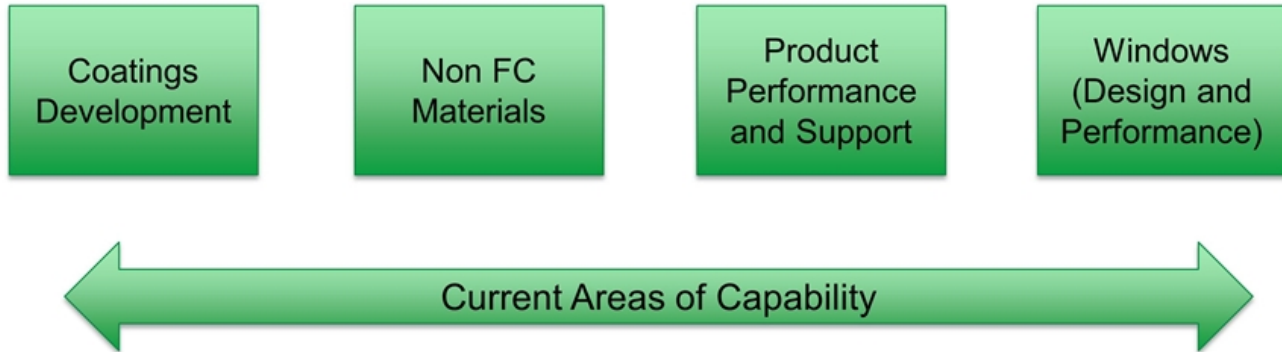 Coatings
Development
Non FC
Materials
Product
Performance
and Support
Windows
(Design and
Performance)
Current Areas of Capability